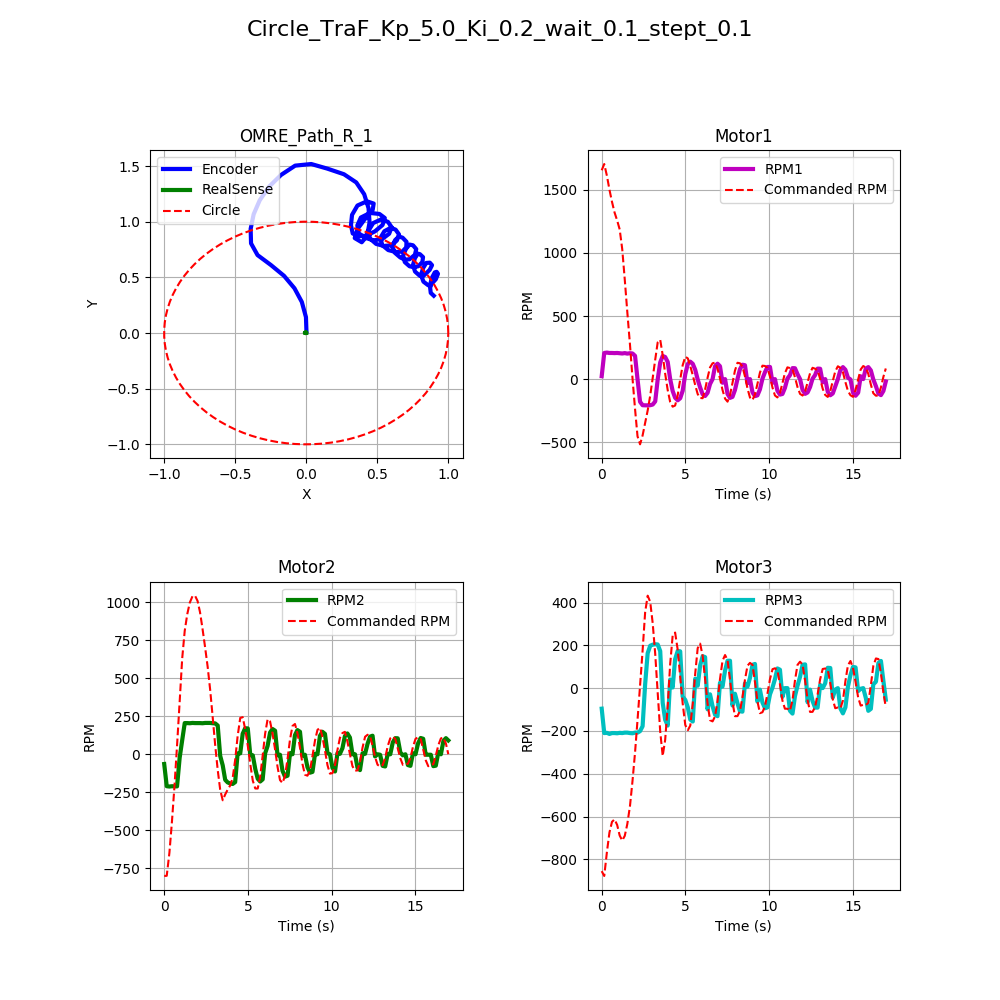 Circle_TraF_Kp_5.0_Ki_0.2_wait_0.1_stept_0.1
OMRE_Path_R_1
Encoder
RealSense
Circle
1.5
1.0
0.5
0.0
−0.5
−1.0
Y
−1.0 −0.5 0.0 0.5 1.0
X
Motor1
RPM1
Commanded RPM
1500
1000
500
0
−500
RPM
0 5 10 15
Time (s)
Motor2
RPM2
Commanded RPM
1000
750
500
250
0
−250
−500
−750
RPM
0 5 10 15
Time (s)
Motor3
RPM3
Commanded RPM
400
200
0
−200
−400
−600
−800
RPM
0 5 10 15
Time (s)